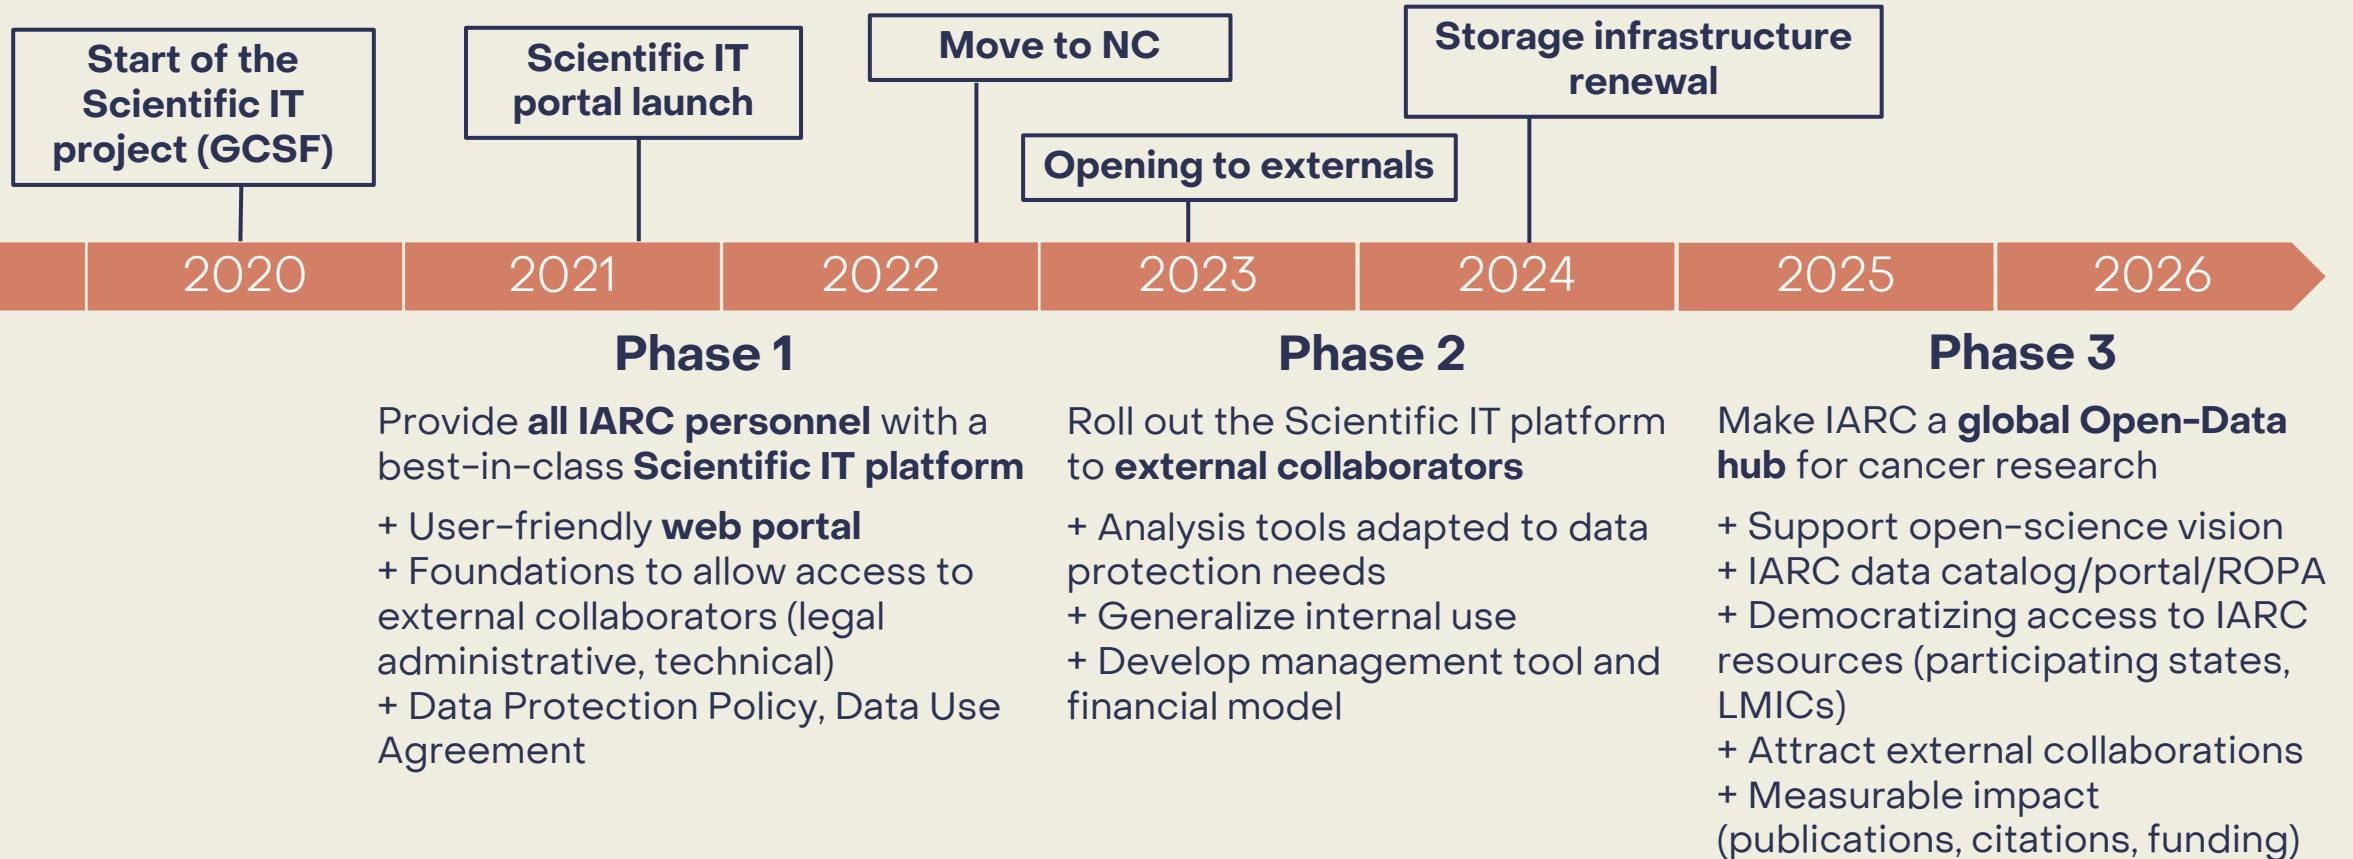 Start of the
Scientific IT
project (GCSF)
Scientific IT
portal launch
Move to NC
Opening to externals
Storage infrastructure
renewal
2020
2021
2022
2023
2024
2025
2026
Phase 1
Provide all IARC personnel with a
best-in-class Scientific IT platform
+ User-friendly web portal
+ Foundations to allow access to
external collaborators (legal
administrative, technical)
+ Data Protection Policy, Data Use
Agreement
Phase 2
Roll out the Scientific IT platform
to external collaborators
+ Analysis tools adapted to data
protection needs
+ Generalize internal use
+ Develop management tool and
financial model
Phase 3
Make IARC a global Open-Data
hub for cancer research
+ Support open-science vision
+ IARC data catalog/portal/ROPA
+ Democratizing access to IARC
resources (participating states,
LMICs)
+ Attract external collaborations
+ Measurable impact
(publications, citations, funding)